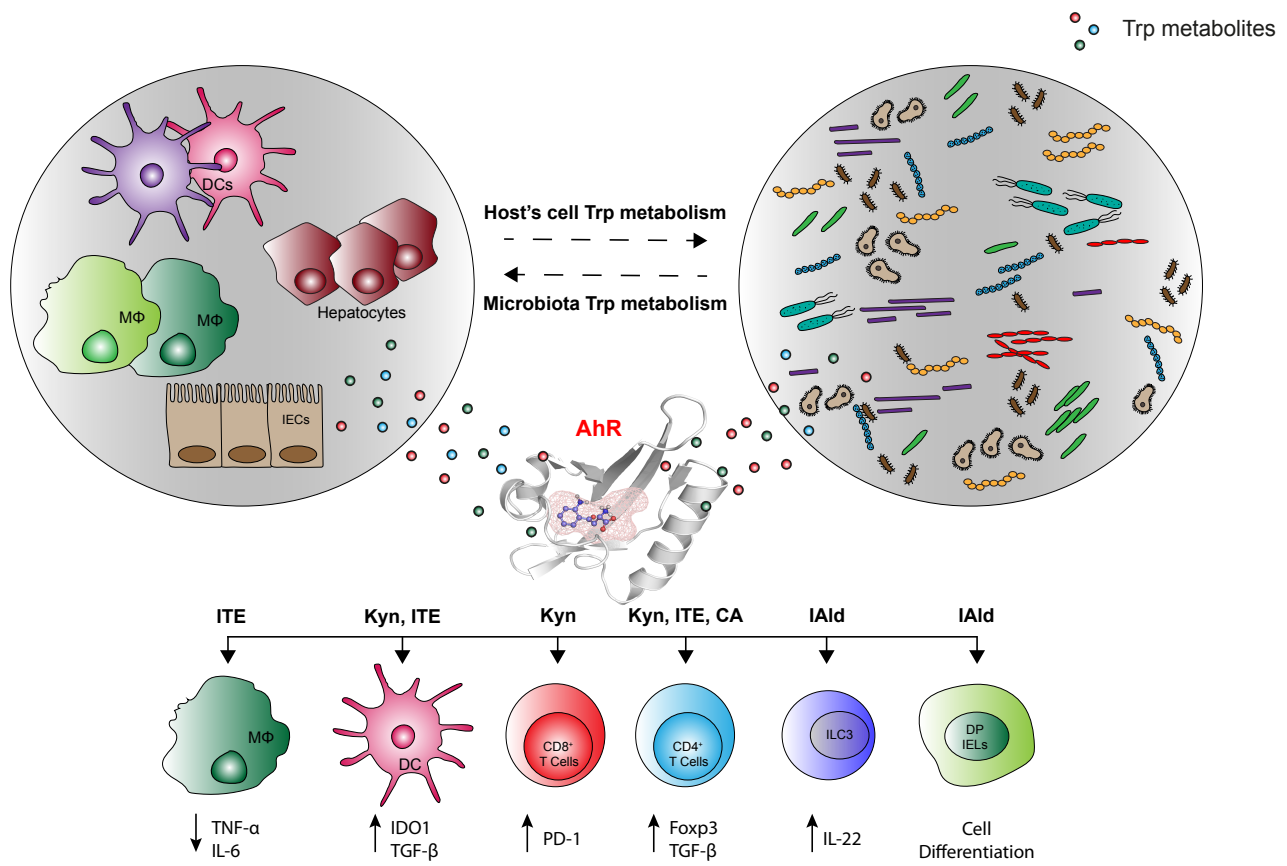 Trp metabolites
DCs
Hepatocytes
MΦ
MΦ
IECs
Host's cell Trp metabolism
Microbiota Trp metabolism
AhR
ITE
Kyn, ITE
Kyn
Kyn, ITE, CA
IAld
IAld
MΦ
DC
CD8⁺
T Cells
CD4⁺
T Cells
ILC3
DP
IELs
TNF-α
IL-6
IDO1
TGF-β
PD-1
Foxp3
TGF-β
IL-22
Cell
Differentiation